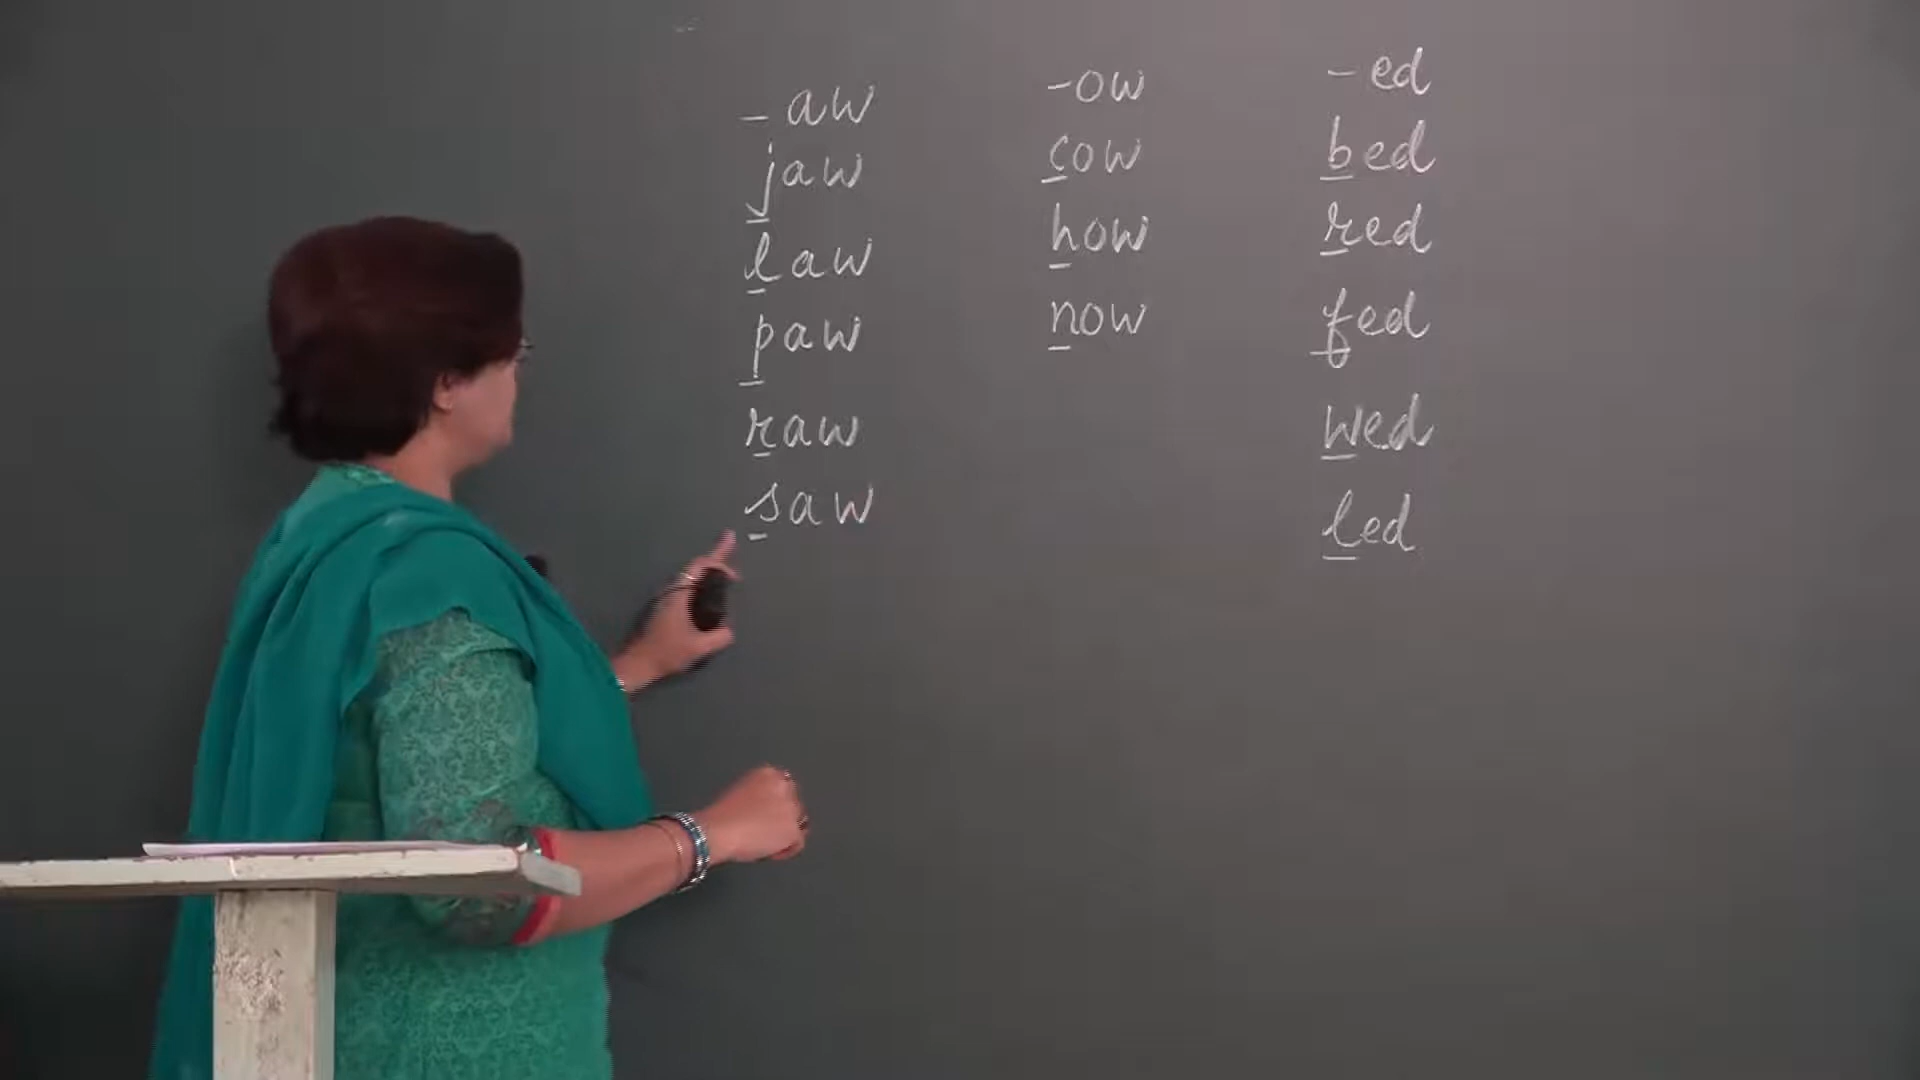 - aw
jaw
law
paw
raw
saw
-ow
cow
how
now
- ed
bed
red
fed
wed
led